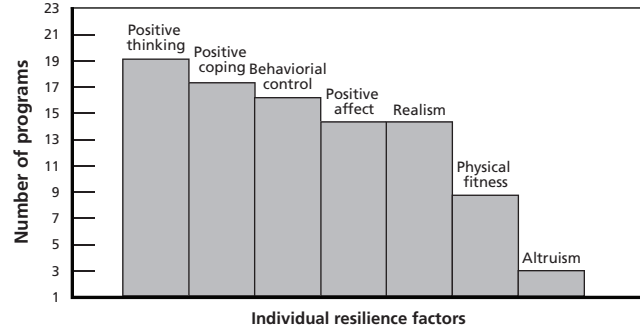 23
21
19
17
15
13
11
9
7
5
3
1
Number of programs
Positive
thinking
Positive
coping
Behaviorial
control
Positive
affect
Realism
Physical
fitness
Altruism
Individual resilience factors